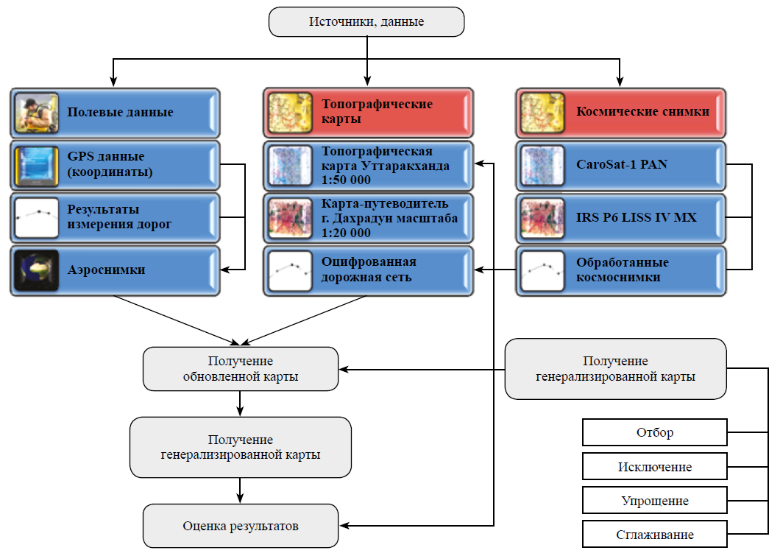 Источники, данные
Полевые данные
GPS данные
(координаты)
Результаты
измерения дорог
Аэроснимки
Топографические
карты
Топографическая
карта Уттаракханда
1:50 000
Карта-путеводитель
г. Дахрадун масштаба
1:20 000
Оцифрованная
дорожная сеть
Космические снимки
CaroSat-1 PAN
IRS P6 LISS IV MX
Обработанные
космоснимки
Получение
обновленной карты
Получение
генерализированной карты
Получение
генерализированной карты
Оценка результатов
Отбор
Исключение
Упрощение
Сглаживание